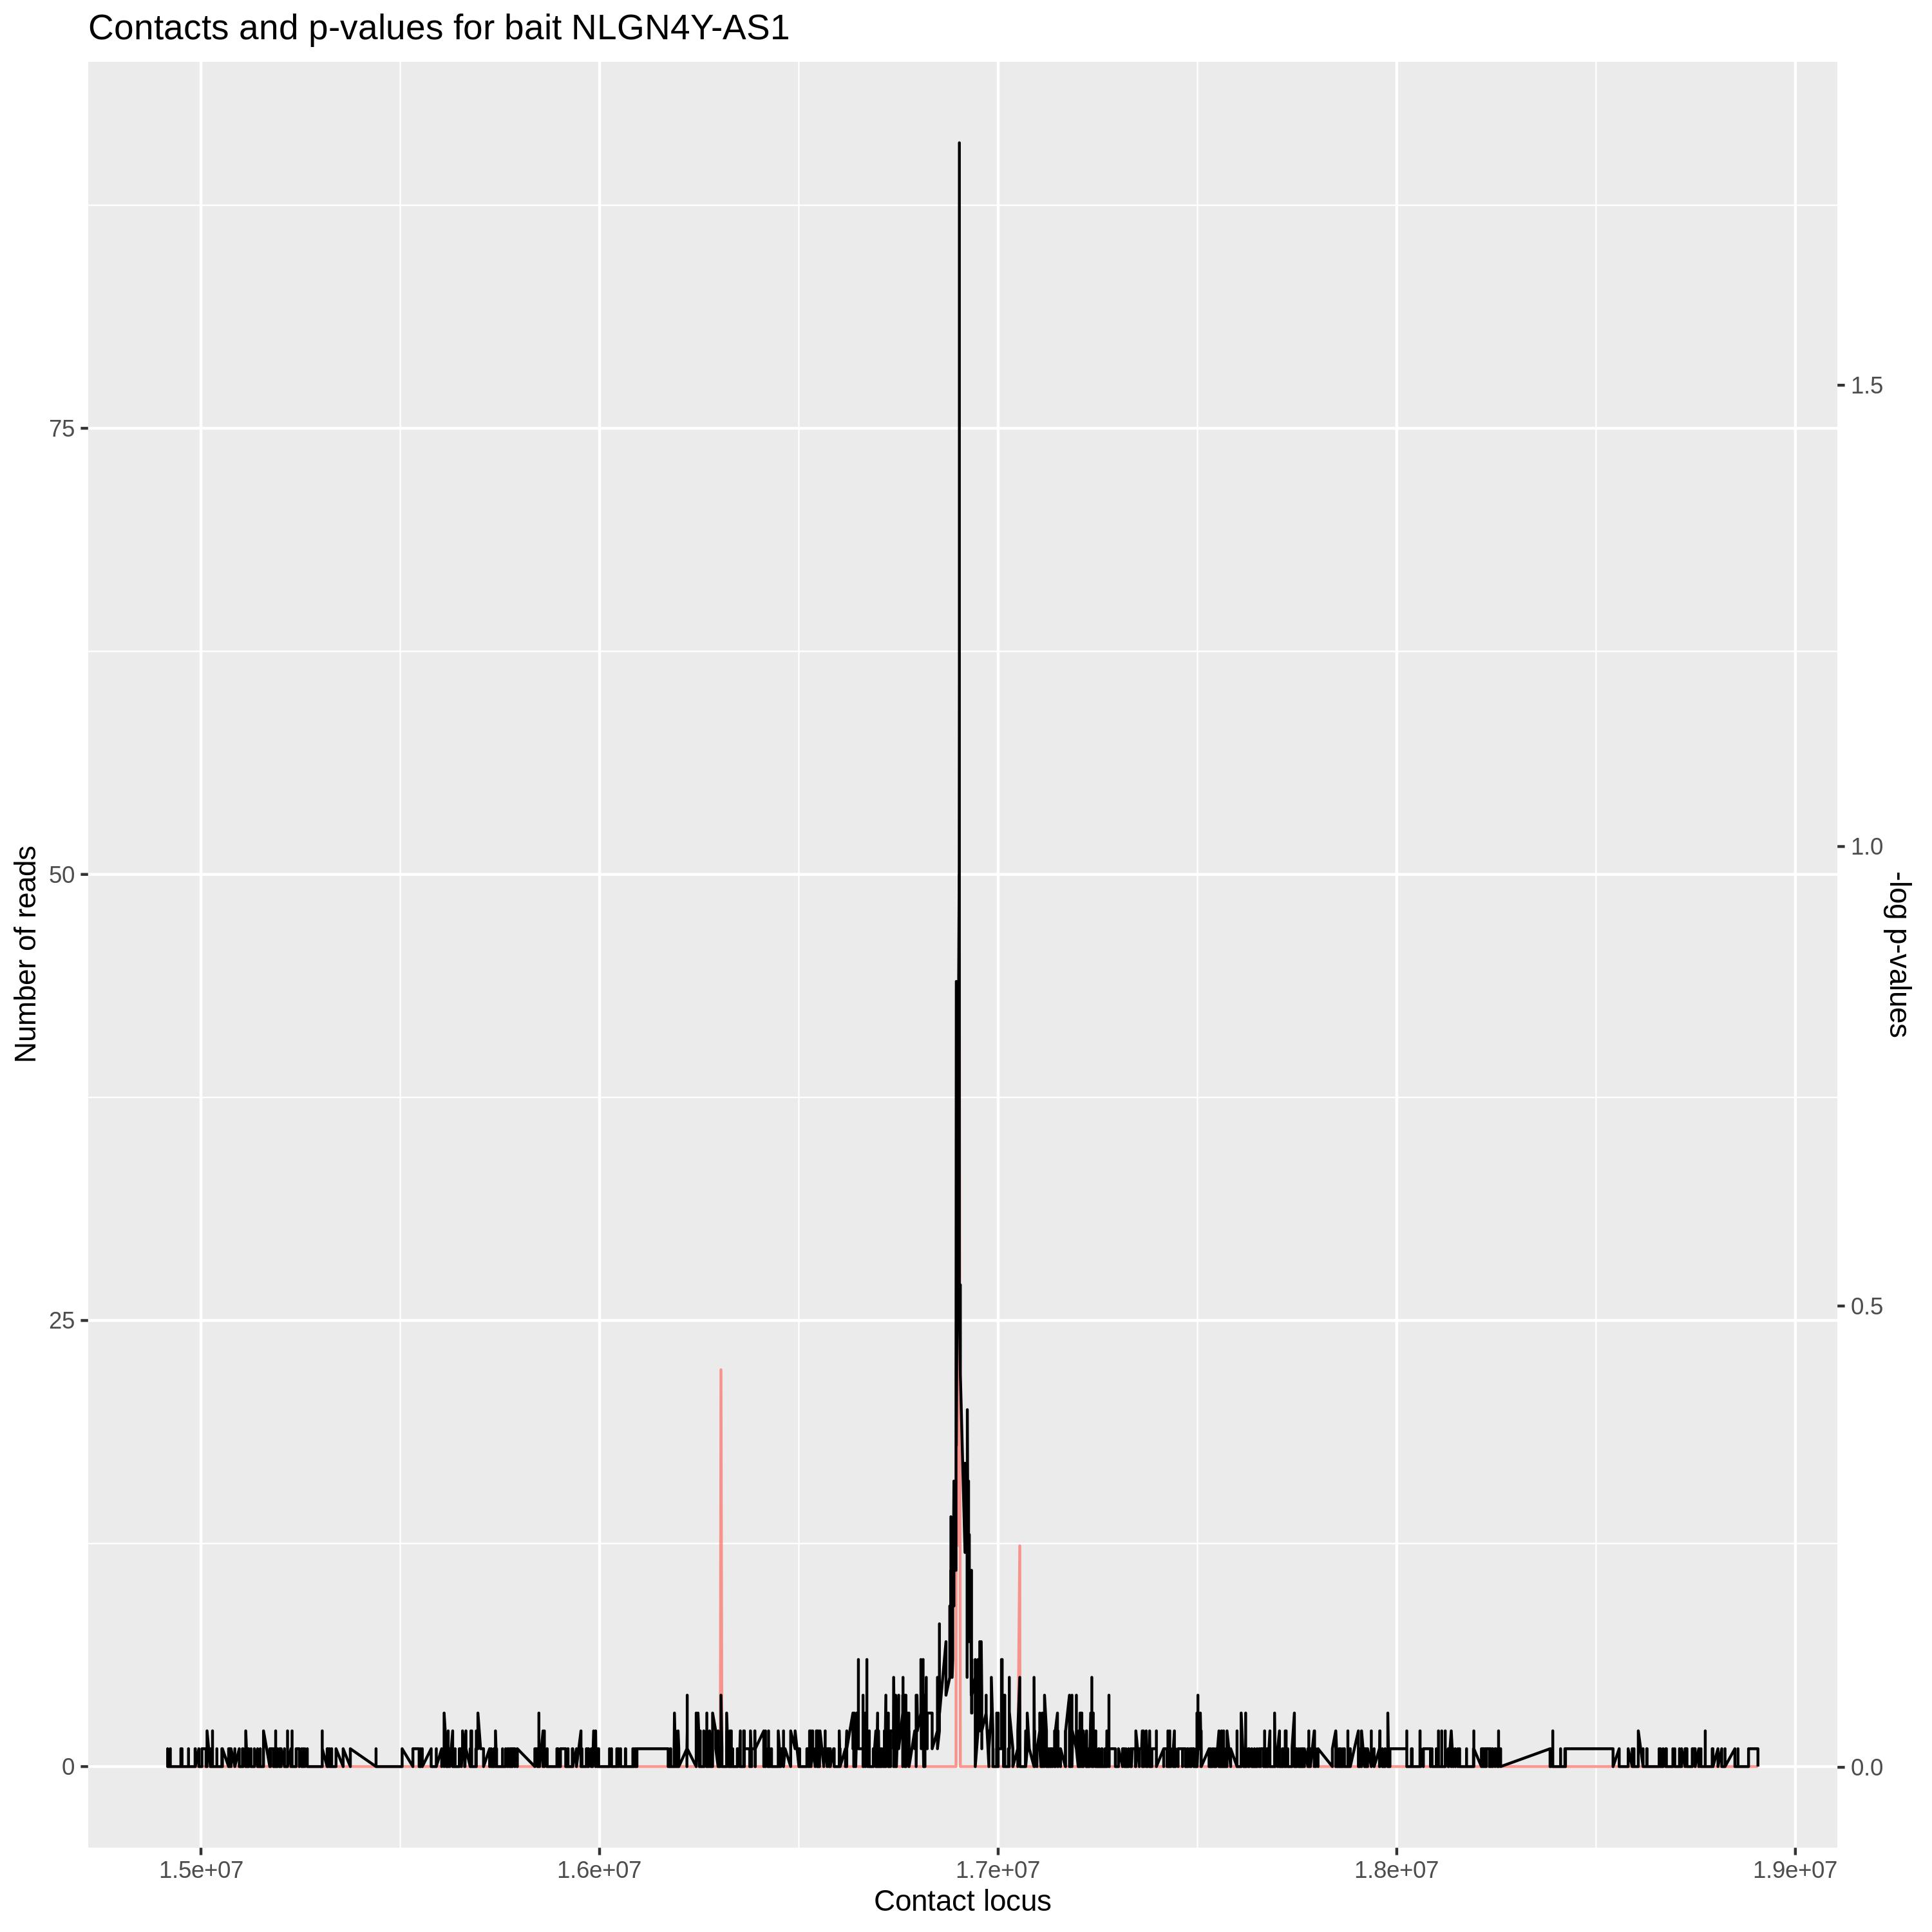 Contacts and p-values for bait NLGN4Y-AS1
75
50
25
0
Number of reads
1.5
1.0
0.5
0.0
-log p-values
1.5e+07
1.6e+07
1.7e+07
1.8e+07
1.9e+07
Contact locus